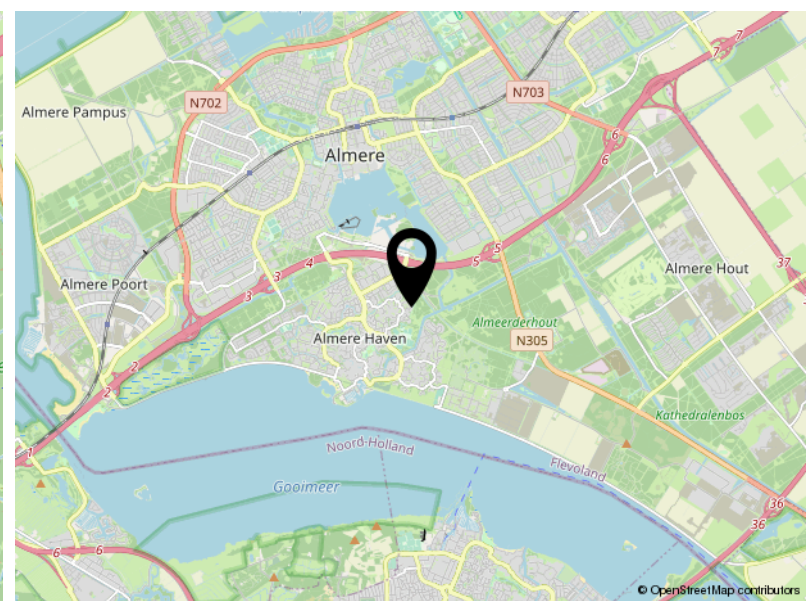 7
7
N702
N703
Almere Pampus
6
6
Almere
5
5
4
3
3
37
Almere Hout
Almere Poort
Almeerderhout
Almere Haven
N305
2
2
Kathedralenbos
1
Noord-Holland
Flevoland
Gooimeer
36
36
6
6
© OpenStreetMap contributors